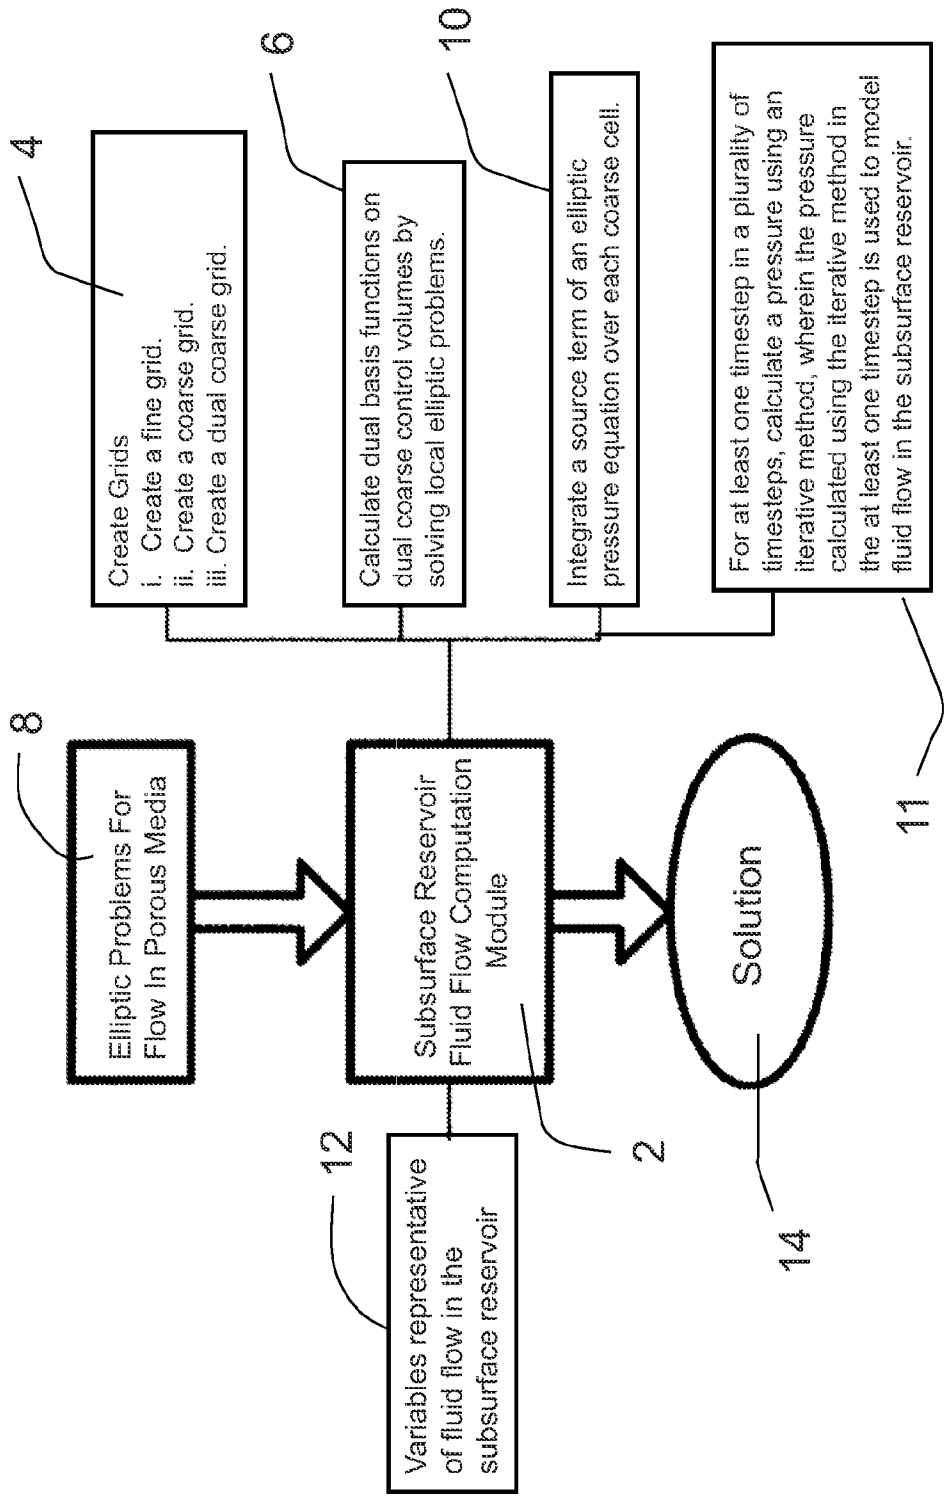 8
Elliptic Problems For
Flow In Porous Media
4
Create Grids
i. Create a fine grid.
ii. Create a coarse grid.
iii. Create a dual coarse grid.
12
Variables representative
of fluid flow in the
subsurface reservoir
Subsurface Reservoir
Fluid Flow Computation
Module
2
6
Calculate dual basis functions on
dual coarse control volumes by
solving local elliptic problems.
10
Integrate a source term of an elliptic
pressure equation over each coarse cell.
Solution
14
For at least one timestep in a plurality of
timesteps, calculate a pressure using an
iterative method, wherein the pressure
calculated using the iterative method in
the at least one timestep is used to model
fluid flow in the subsurface reservoir.
11